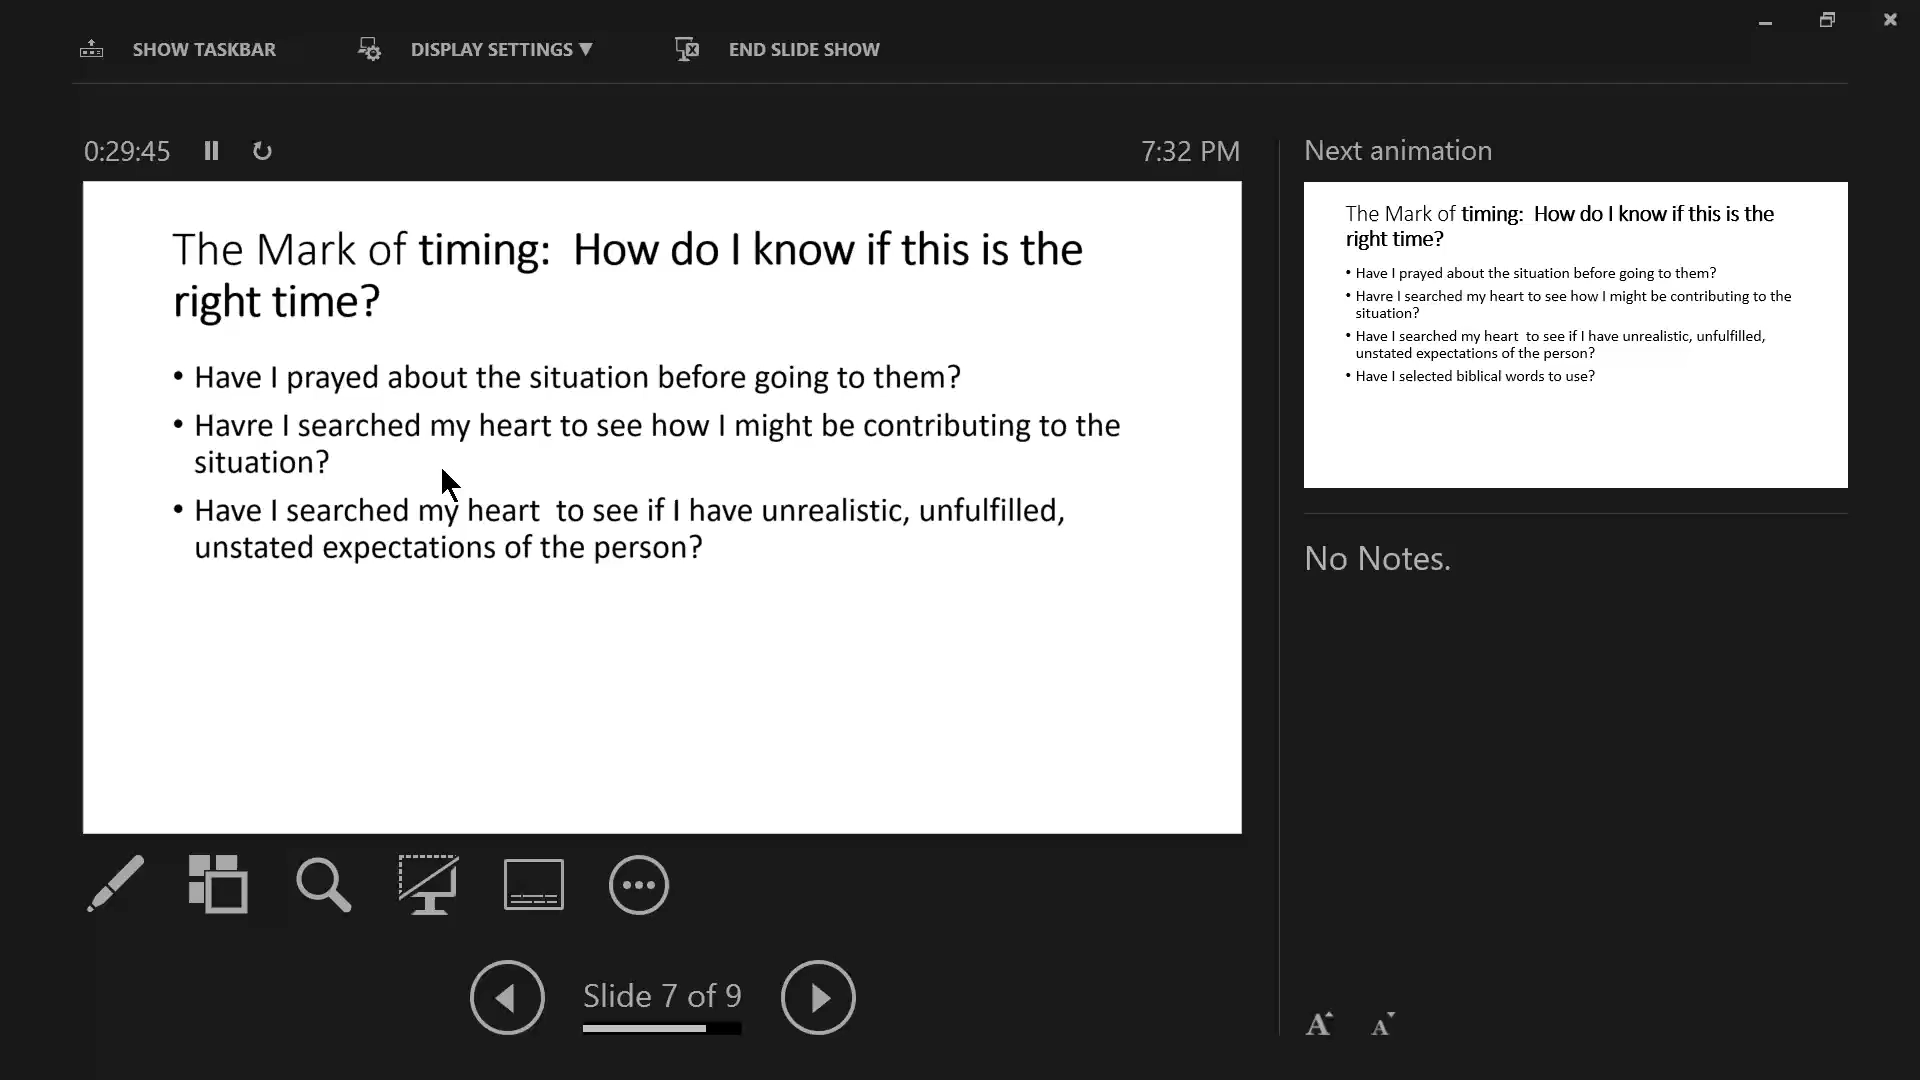 SHOW TASKBAR
DISPLAY SETTINGS ▼
END SLIDE SHOW
0:29:45
7:32 PM
The Mark of timing:  How do I know if this is the
right time?
• Have I prayed about the situation before going to them?
• Havre I searched my heart to see how I might be contributing to the
situation?
• Have I searched my heart  to see if I have unrealistic, unfulfilled,
unstated expectations of the person?
Slide 7 of 9
Next animation
The Mark of timing:  How do I know if this is the
right time?
• Have I prayed about the situation before going to them?
• Havre I searched my heart to see how I might be contributing to the
situation?
• Have I searched my heart  to see if I have unrealistic, unfulfilled,
unstated expectations of the person?
• Have I selected biblical words to use?
No Notes.
A A